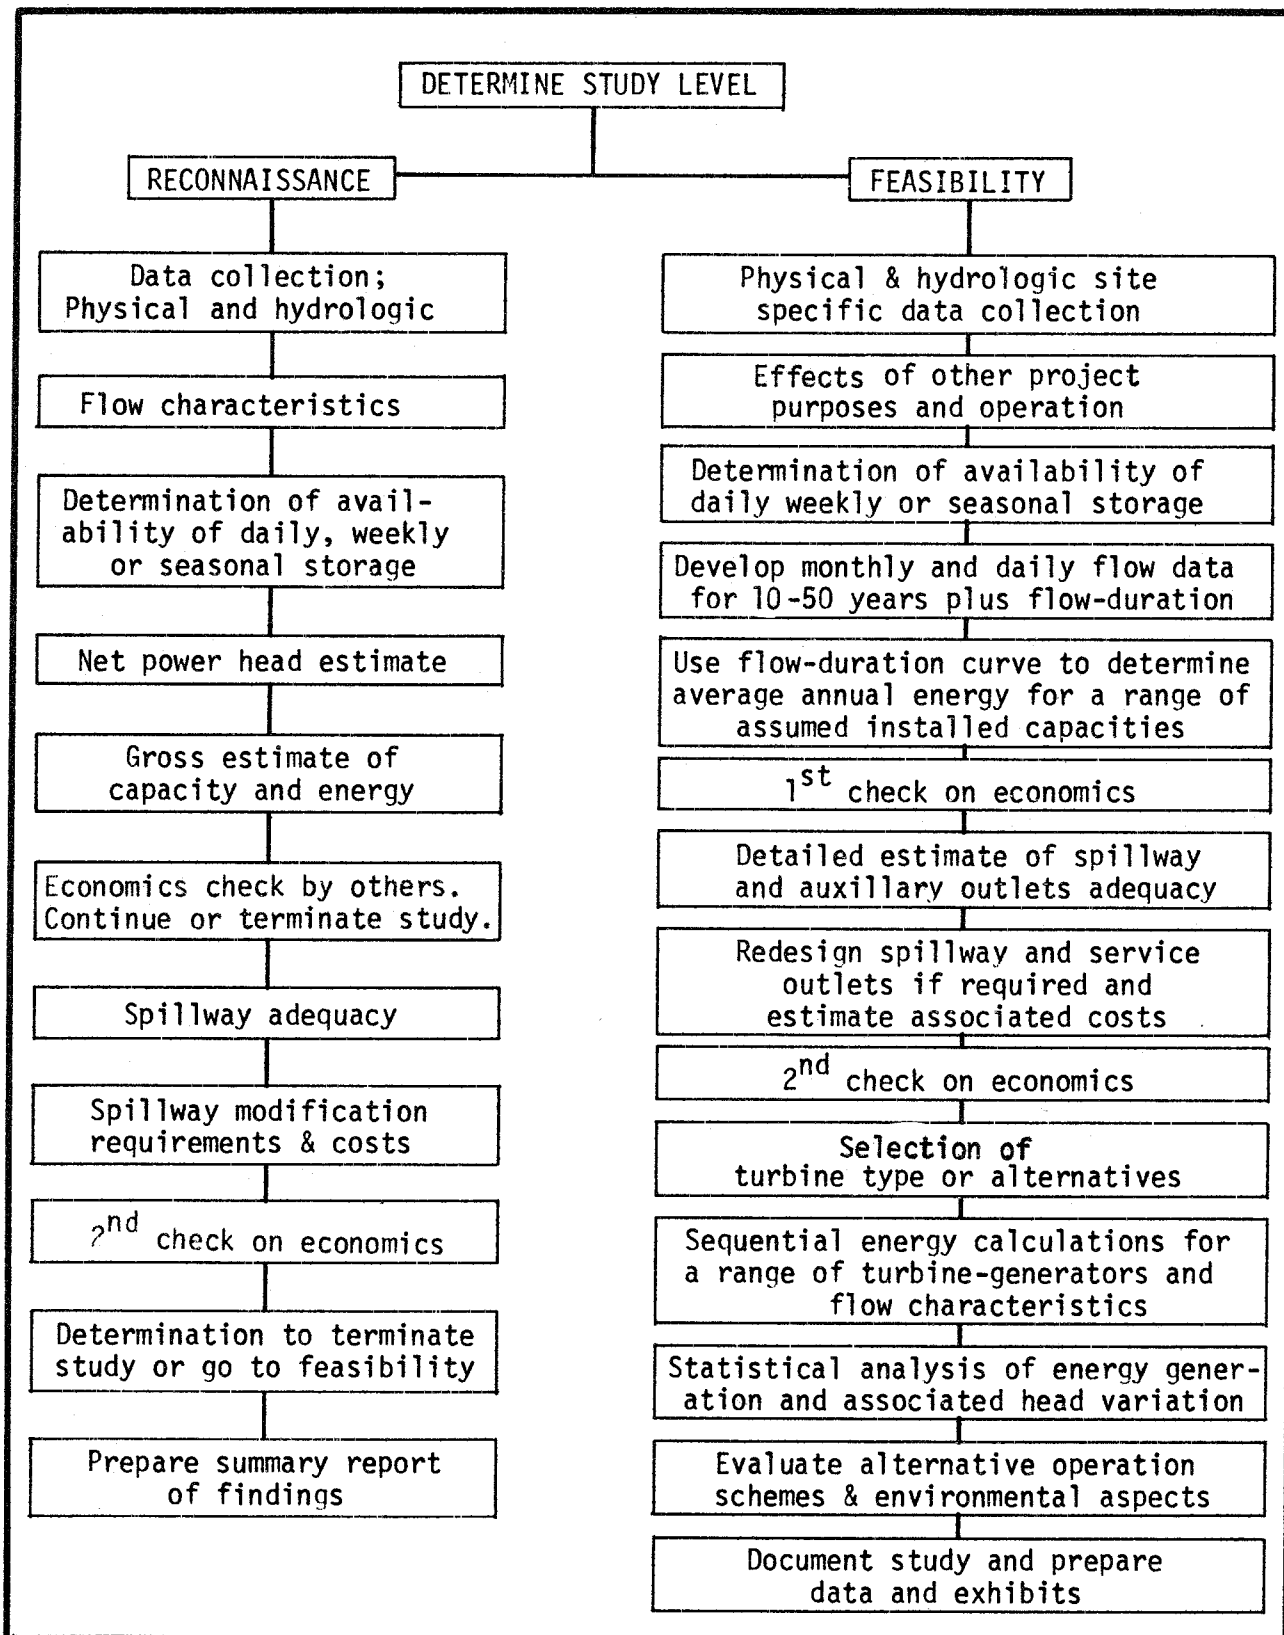 DETERMINE STUDY LEVEL
RECONNAISSANCE
Data collection;
Physical and hydrologic
Flow characteristics
Determination of avail-
ability of daily, weekly
or seasonal storage
Net power head estimate
Gross estimate of
capacity and energy
Economics check by others.
Continue or terminate study.
Spillway adequacy
Spillway modification
requirements & costs
2nd check on economics
Determination to terminate
study or go to feasibility
Prepare summary report
of findings
FEASIBILITY
Physical & hydrologic site
specific data collection
Effects of other project
purposes and operation
Determination of availability of
daily weekly or seasonal storage
Develop monthly and daily flow data
for 10-50 years plus flow-duration
Use flow-duration curve to determine
average annual energy for a range of
assumed installed capacities
1st check on economics
Detailed estimate of spillway
and auxillary outlets adequacy
Redesign spillway and service
outlets if required and
estimate associated costs
2nd check on economics
Selection of
turbine type or alternatives
Sequential energy calculations for
a range of turbine-generators and
flow characteristics
Statistical analysis of energy gener-
ation and associated head variation
Evaluate alternative operation
schemes & environmental aspects
Document study and prepare
data and exhibits